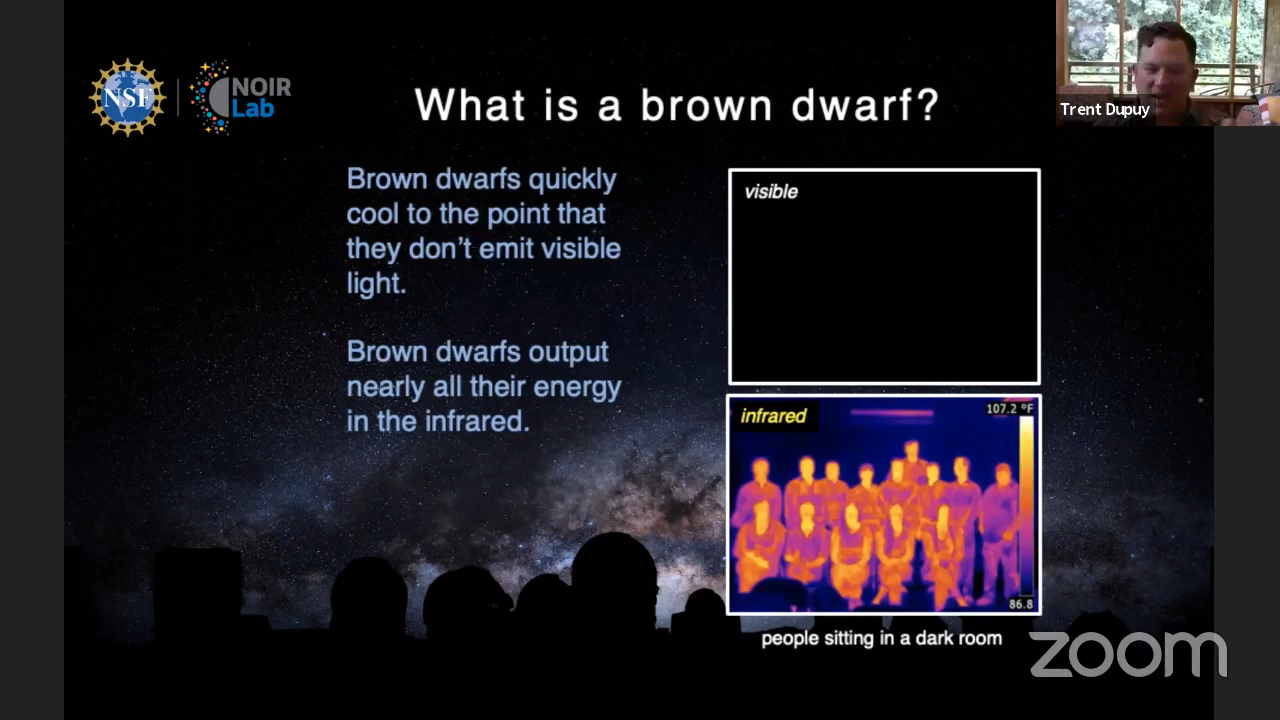 NSF
NOIR
Lab
What is a brown dwarf?
Trent Dupuy
Brown dwarfs quickly
cool to the point that
they don’t emit visible
light.
Brown dwarfs output
nearly all their energy
in the infrared.
visible
infrared
107.2 °F
86.8
people sitting in a dark room
zoom